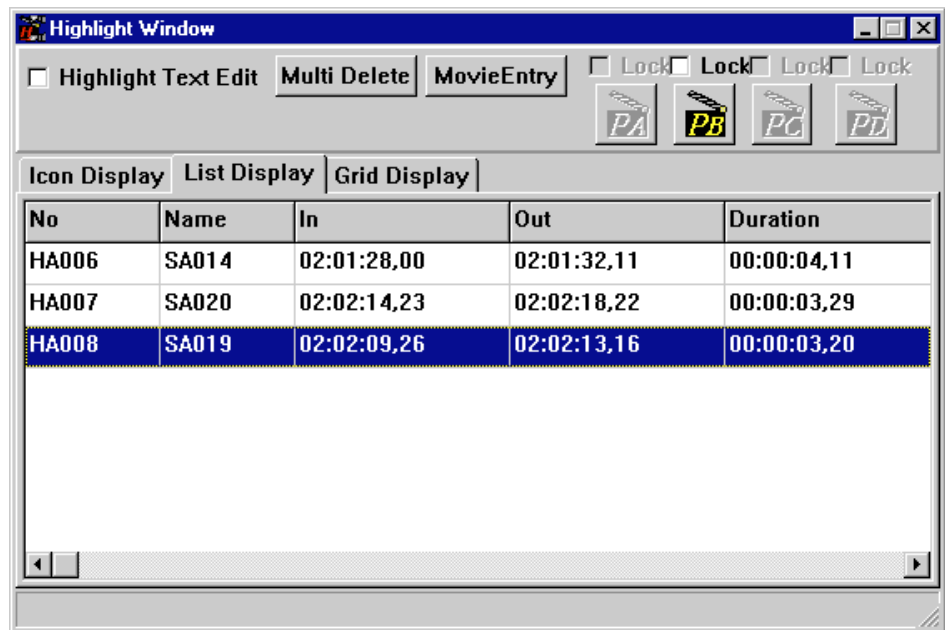 Highlight Window
Highlight Text Edit Multi Delete MovieEntry Lock Lock Lock Lock
PA PB PC PD
Icon Display List Display Grid Display
No Name In Out Duration
HA006 SA014 02:01:28,00 02:01:32,11 00:00:04,11
HA007 SA020 02:02:14,23 02:02:18,22 00:00:03,29
HA008 SA019 02:02:09,26 02:02:13,16 00:00:03,20